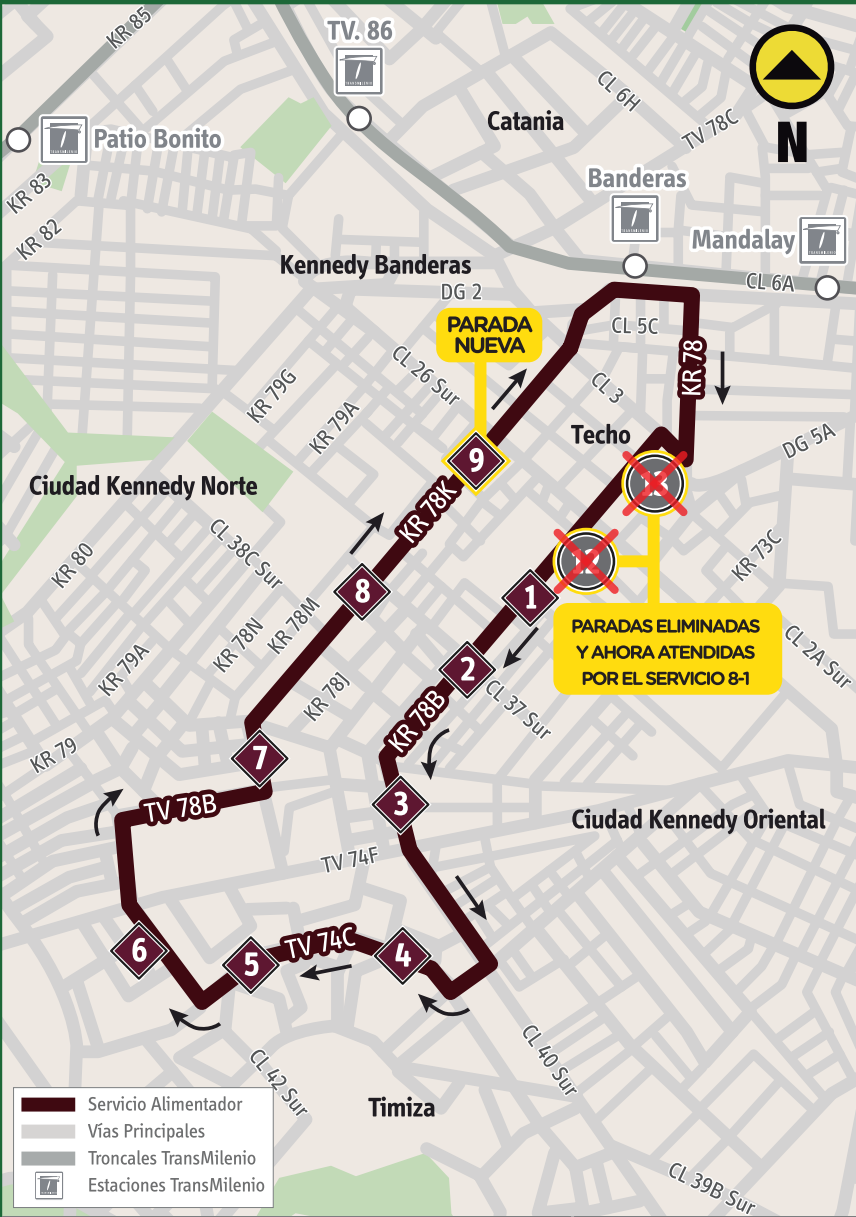 KR 85
TV. 86
CL 6H
Catania
TV 78C
N
Patio Bonito
KR 83
KR 82
Banderas
Mandalay
Kennedy Banderas
DG 2
CL 6A
PARADA
NUEVA
CL 5C
CL 26 Sur
KR 78
CL 3
KR 79G
KR 79A
Techo
DG 5A
9
Ciudad Kennedy Norte
KR 78K
CL 38C Sur
KR 73C
KR 80
8
1
KR 78M
KR 78N
PARADAS ELIMINADAS
Y AHORA ATENDIDAS
POR EL SERVICIO 8-1
CL 2A Sur
KR 79A
2
KR 78J
CL 37 Sur
KR 78B
KR 79
7
TV 78B
3
Ciudad Kennedy Oriental
TV 74F
TV 74C
6
5
4
CL 40 Sur
CL 42 Sur
Timiza
Servicio Alimentador
Vías Principales
Troncales TransMilenio
Estaciones TransMilenio
CL 39B Sur